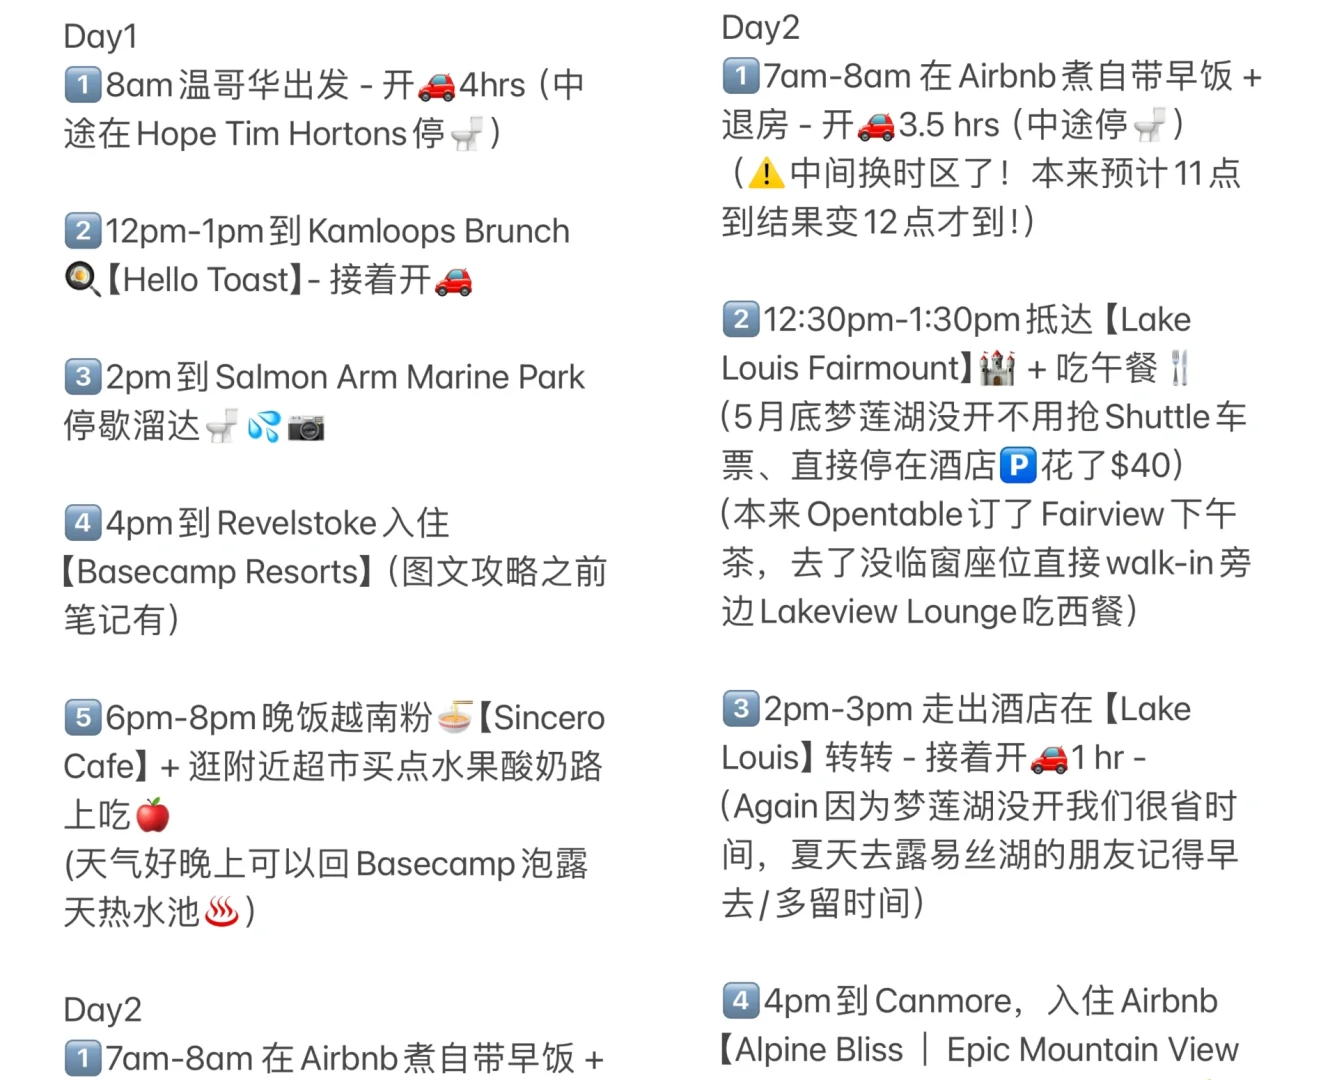 Day1
1️⃣8am温哥华出发 - 开🚗4hrs（中
途在Hope Tim Hortons停🚽）
2️⃣12pm-1pm到Kamloops Brunch
🍳【Hello Toast】- 接着开🚗
3️⃣2pm到Salmon Arm Marine Park
停歇溜达🚽💦📷
4️⃣4pm到Revelstoke入住
【Basecamp Resorts】（图文攻略之前
笔记有）
5️⃣6pm-8pm晚饭越南粉🍜【Sincero
Cafe】+ 逛附近超市买点水果酸奶路
上吃🍎
(天气好晚上可以回Basecamp泡露
天热水池♨️)
Day2
1️⃣7am-8am 在Airbnb煮自带早饭 +
Day2
1️⃣7am-8am 在Airbnb煮自带早饭 +
退房 - 开🚗3.5 hrs（中途停🚽）
（⚠️中间换时区了！本来预计11点
到结果变12点才到!）
2️⃣12:30pm-1:30pm抵达【Lake
Louis Fairmount】🏰 + 吃午餐🍴
(5月底梦莲湖没开不用抢Shuttle车
票、直接停在酒店🅿️花了$40)
(本来Opentable订了Fairview下午
茶，去了没临窗座位直接walk-in旁
边Lakeview Lounge吃西餐)
3️⃣2pm-3pm 走出酒店在【Lake
Louis】转转 - 接着开🚗1 hr -
(Again因为梦莲湖没开我们很省时
间，夏天去露易丝湖的朋友记得早
去/多留时间)
4️⃣4pm到Canmore，入住Airbnb
【Alpine Bliss｜Epic Mountain View